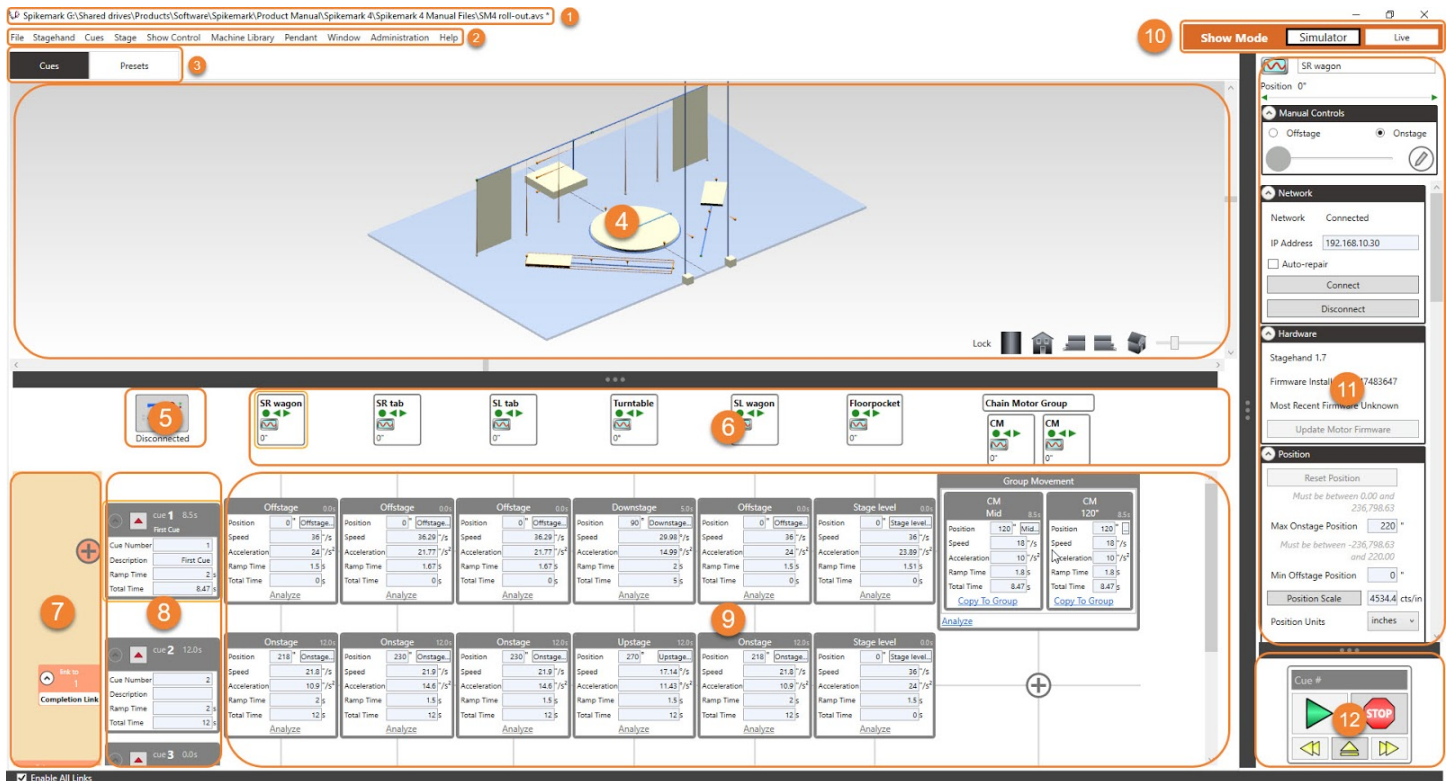 Spikemark G:\Shared drives\Products\Software\Spikemark\Product Manual\Spikemark 4\Spikemark 4 Manual Files\SM4 roll-out.avs *
1
File Stagehand Cues Stage Show Control Machine Library Pendant Window Administration Help
2
10
Show Mode Simulator Live
Cues Presets
3
SR wagon
Position 0"
Manual Controls
Offstage Onstage
4
Network
Network Connected
IP Address 192.168.10.30
Auto-repair
Connect
Disconnect
Lock
Hardware
Stagehand 1.7
Firmware Install 7483647
11
Most Recent Firmware Unknown
Update Motor Firmware
5
Disconnected
SR wagon
0"
SR tab
0"
SL tab
0"
Turntable
0°
SL wagon
0"
6
Floorpocket
0"
Chain Motor Group
CM CM
0" 0"
Position
Reset Position
Must be between 0.00 and
236,798.63
Max Onstage Position 220 "
Must be between -236,798.63
and 220.00
Min Offstage Position 0 "
Position Scale 4534.4 cts/in
Position Units inches
7
link to
1
Completion Link
8
cue 1 8.5s
First Cue
Cue Number 1
Description First Cue
Ramp Time 2 s
Total Time 8.47 s
Offstage 0.0s
Position 0 " Offstage...
Speed 36 "/s
Acceleration 24 "/s²
Ramp Time 1.5 s
Total Time 0 s
Analyze
Offstage 0.0s
Position 0 " Offstage...
Speed 36.29 "/s
Acceleration 21.77 "/s²
Ramp Time 1.67 s
Total Time 0 s
Analyze
Offstage 0.0s
Position 0 " Offstage...
Speed 36.29 "/s
Acceleration 21.77 "/s²
Ramp Time 1.67 s
Total Time 0 s
Analyze
Downstage 5.0s
Position 90 ° Downstage...
Speed 29.98 °/s
Acceleration 14.99 °/s²
Ramp Time 2 s
Total Time 5 s
Analyze
Offstage 0.0s
Position 0 " Offstage...
Speed 36 "/s
Acceleration 24 "/s²
Ramp Time 1.5 s
Total Time 0 s
Analyze
Stage level 0.0s
Position 0 " Stage level...
Speed 36 "/s
Acceleration 23.89 "/s²
Ramp Time 1.51 s
Total Time 0 s
Analyze
Group Movement
CM
Mid 8.5s
Position 120 " Mid...
Speed 18 "/s
Acceleration 10 "/s²
Ramp Time 1.8 s
Total Time 8.47 s
Copy To Group
CM
120" 8.5s
Position 120 " ...
Speed 18 "/s
Acceleration 10 "/s²
Ramp Time 1.8 s
Total Time 8.47 s
Copy To Group
Analyze
9
cue 2 12.0s
Cue Number 2
Description
Ramp Time 2 s
Total Time 12 s
Onstage 12.0s
Position 218 " Onstage...
Speed 21.8 "/s
Acceleration 10.9 "/s²
Ramp Time 2 s
Total Time 12 s
Analyze
Onstage 12.0s
Position 230 " Onstage...
Speed 21.9 "/s
Acceleration 14.6 "/s²
Ramp Time 1.5 s
Total Time 12 s
Analyze
Onstage 12.0s
Position 230 " Onstage...
Speed 21.9 "/s
Acceleration 14.6 "/s²
Ramp Time 1.5 s
Total Time 12 s
Analyze
Upstage 12.0s
Position 270 ° Upstage...
Speed 17.14 °/s
Acceleration 11.43 °/s²
Ramp Time 1.5 s
Total Time 12 s
Analyze
Onstage 12.0s
Position 218 " Onstage...
Speed 21.8 "/s
Acceleration 10.9 "/s²
Ramp Time 2 s
Total Time 12 s
Analyze
Stage level 0.0s
Position 0 " Stage level...
Speed 36 "/s
Acceleration 24 "/s²
Ramp Time 1.5 s
Total Time 0 s
Analyze
cue 3 0.0s
Cue #
STOP
12
Enable All Links